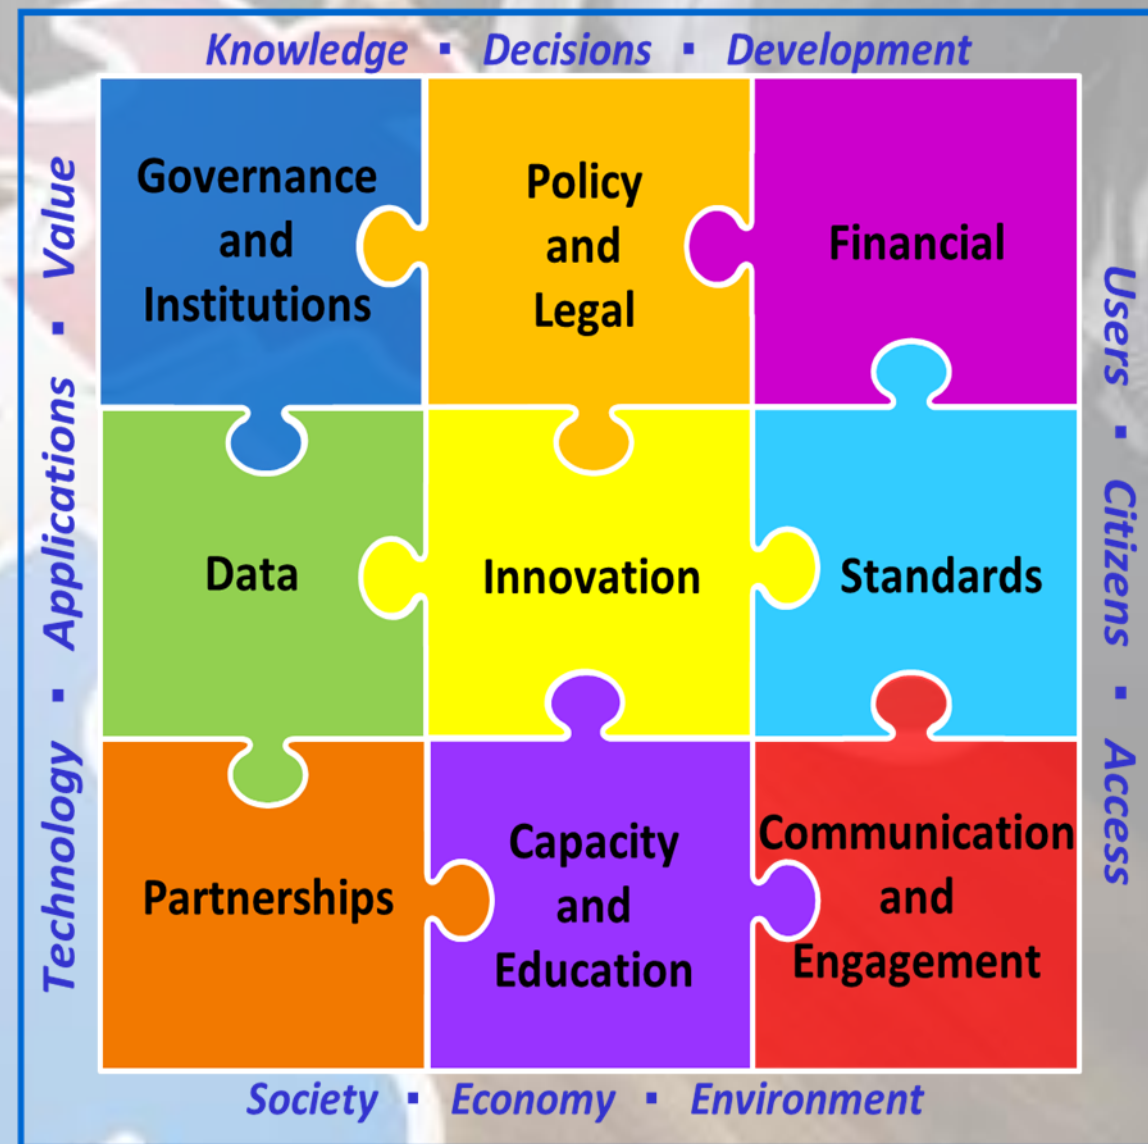 Knowledge ▪ Decisions ▪ Development
Technology ▪ Applications ▪ Value
Governance
and
Institutions
Policy
and
Legal
Financial
Data
Innovation
Standards
Partnerships
Capacity
and
Education
Communication
and
Engagement
Users ▪ Citizens ▪ Access
Society ▪ Economy ▪ Environment